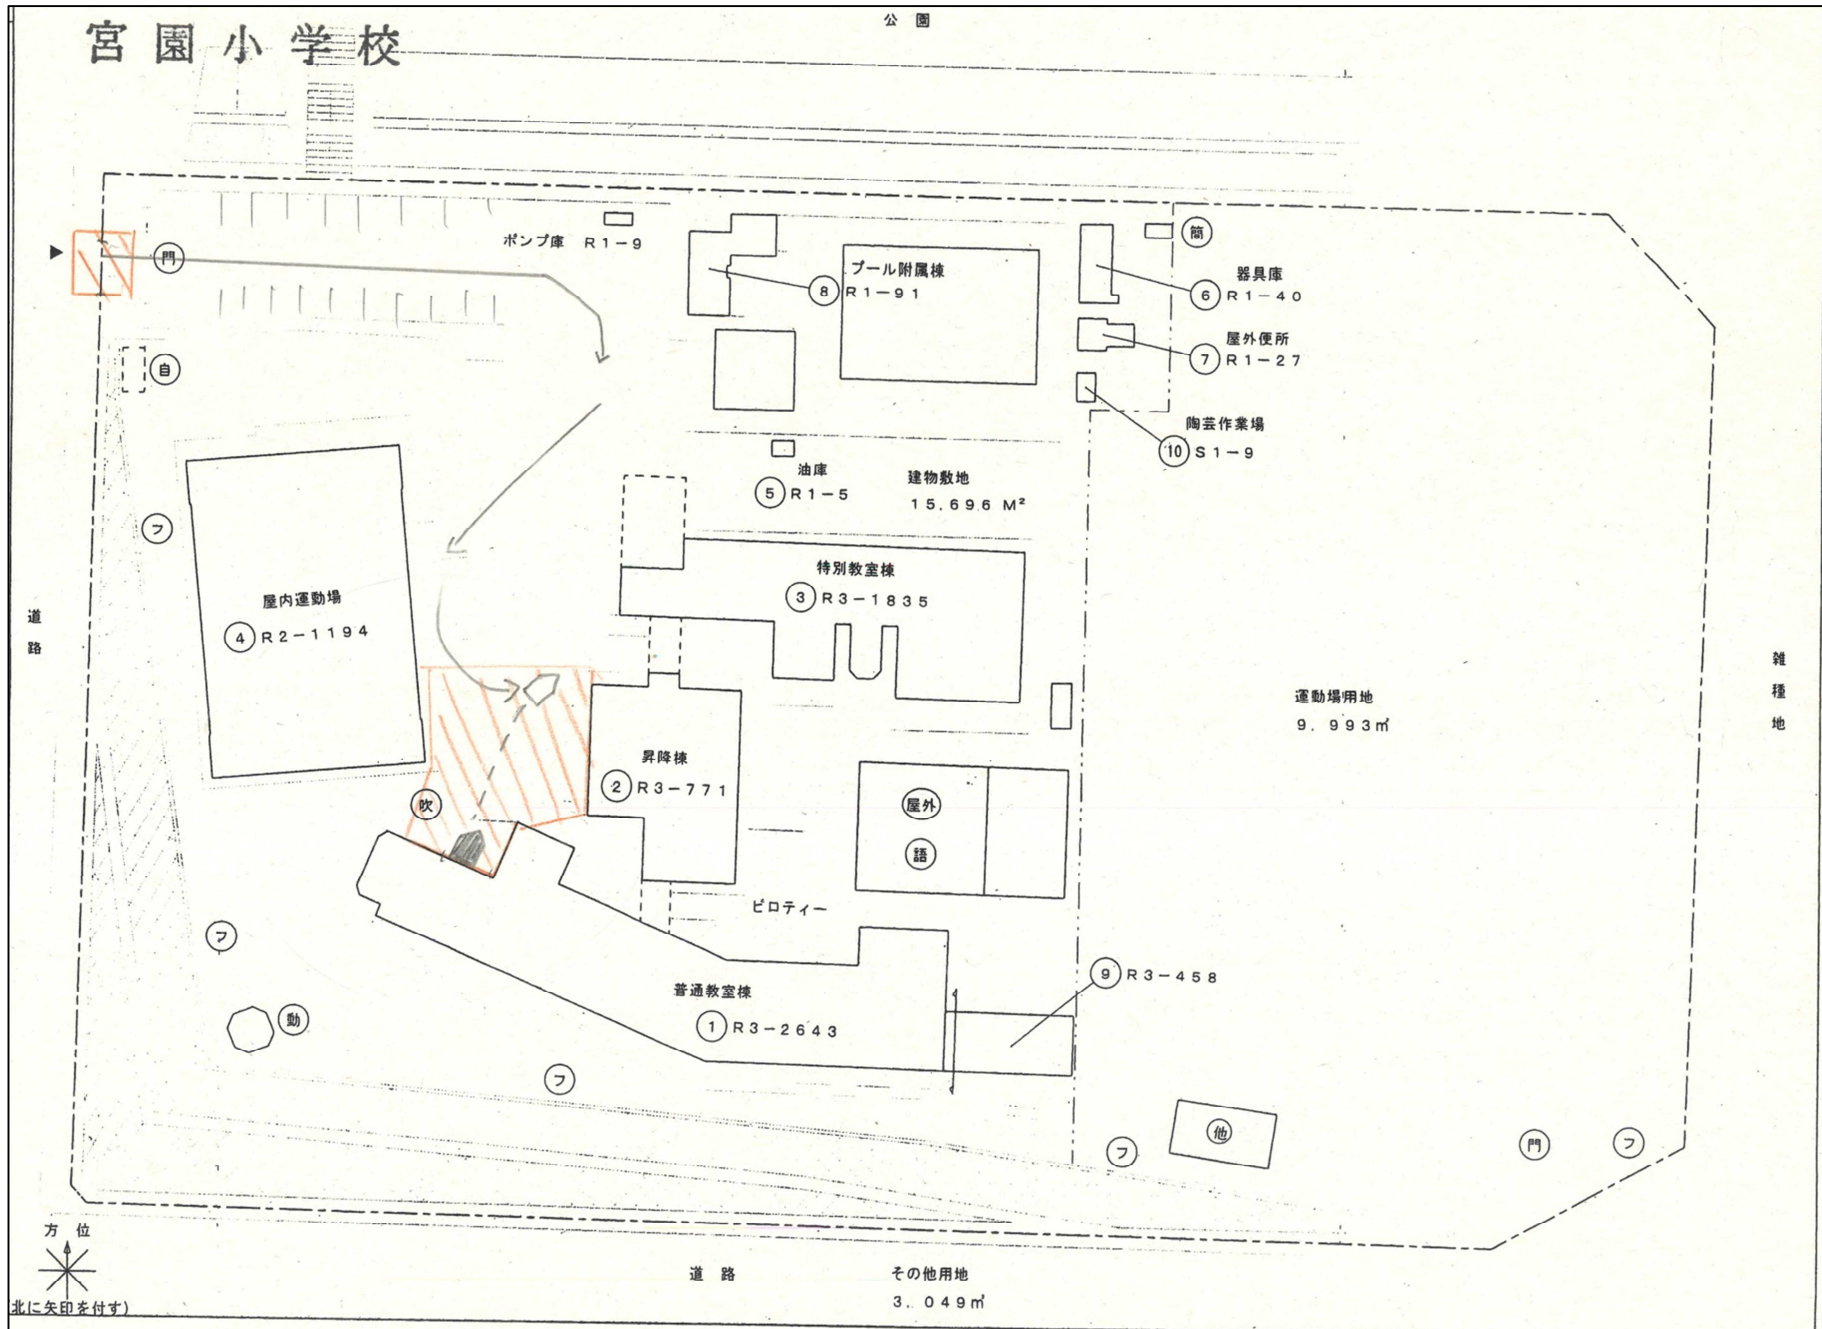 公園
宮園小学校
ポンプ庫 R1-9
門
簡
プール附属棟
⑧ R1-91
器具庫
⑥ R1-40
屋外便所
⑦ R1-27
自
陶芸作業場
⑩ S1-9
油庫
⑤ R1-5
建物敷地
15,696 M²
フ
特別教室棟
③ R3-1835
屋内運動場
④ R2-1194
道路
雑種地
運動場用地
9.993㎡
昇降棟
② R3-771
吹
屋外
語
ピロティー
フ
⑨ R3-458
普通教室棟
① R3-2643
動
フ
他
フ
門
フ
方位
北に矢印を付す)
道路
その他用地
3.049㎡